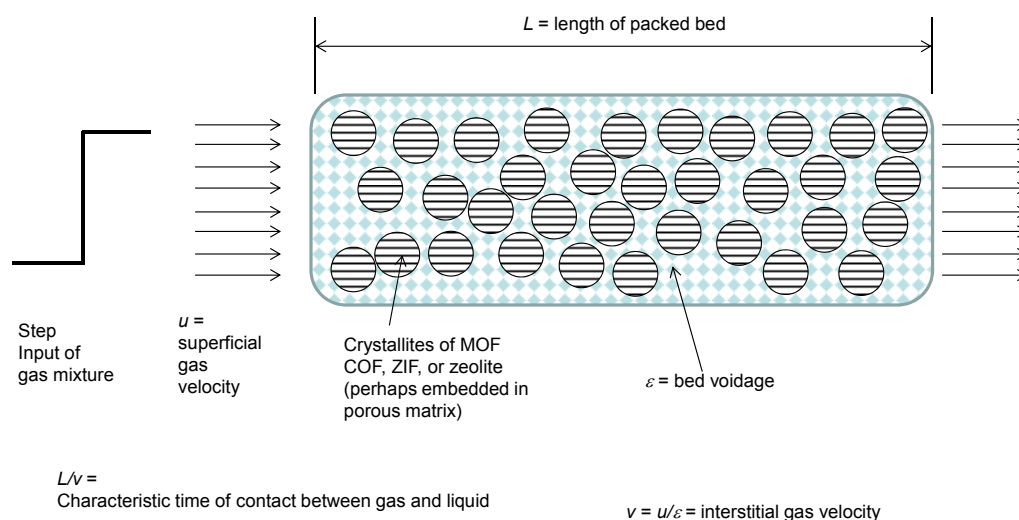 L = length of packed bed
Step
Input of
gas mixture
u =
superficial
gas
velocity
Crystallites of MOF
COF, ZIF, or zeolite
(perhaps embedded in
porous matrix)
ε = bed voidage
L/v =
Characteristic time of contact between gas and liquid
v = u/ε = interstitial gas velocity